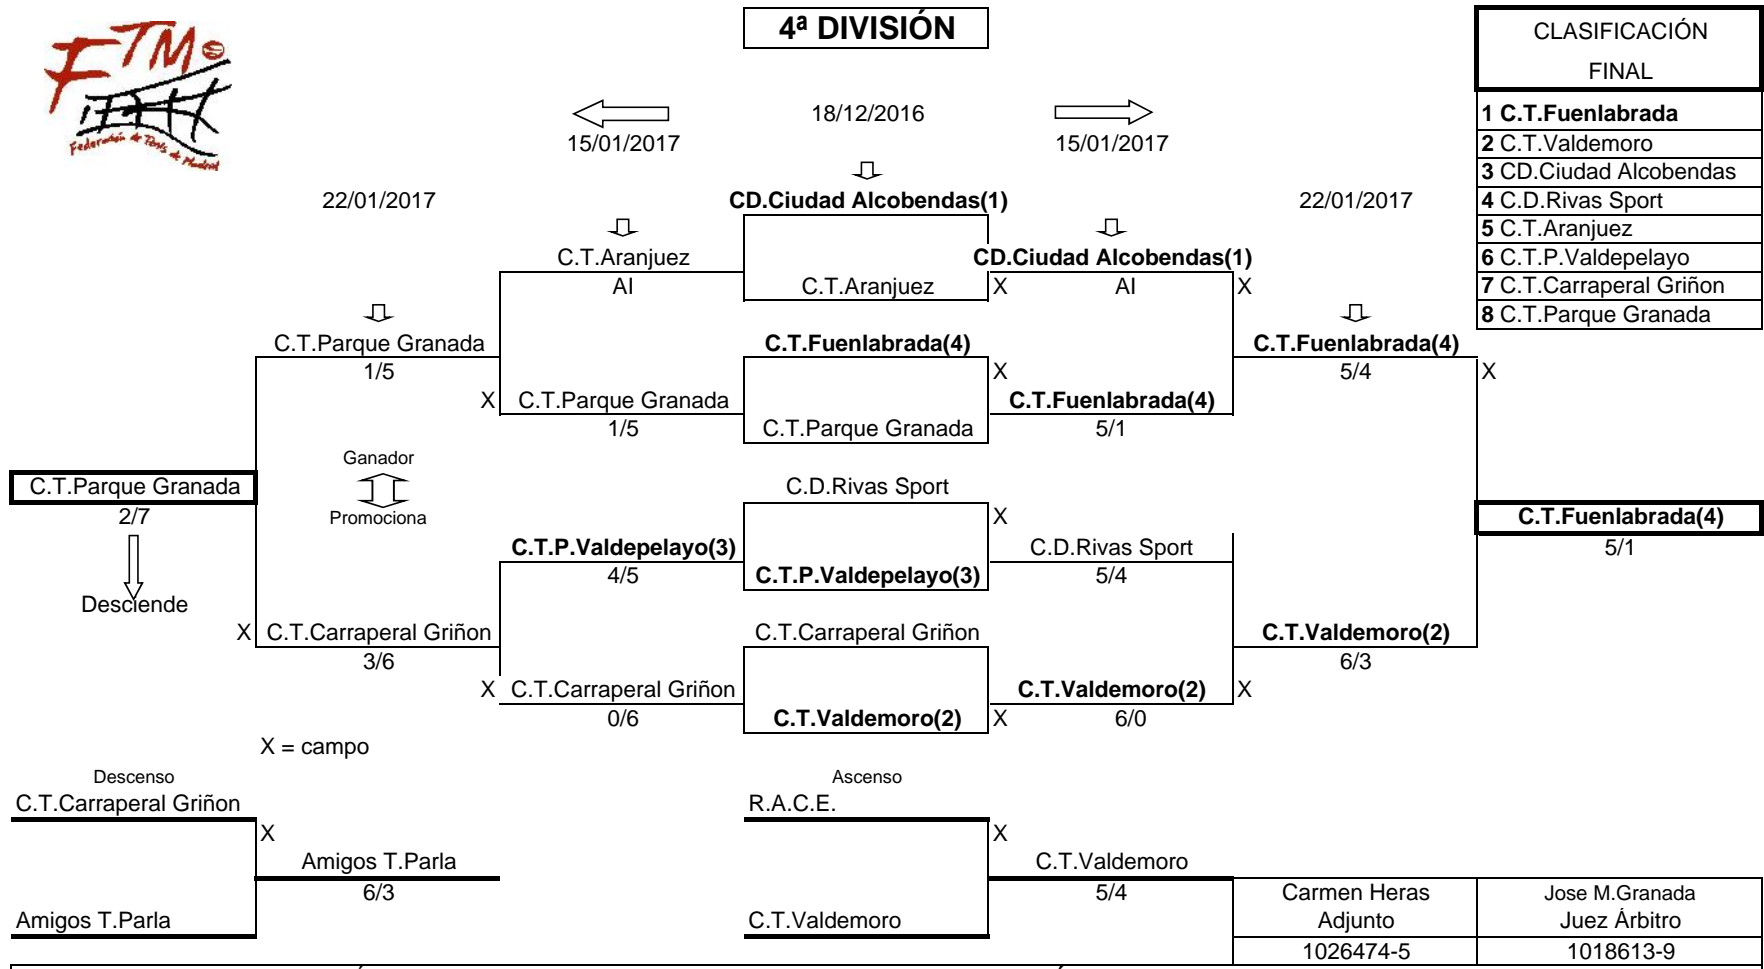 FTM
Federación de Tenis de Madrid
4ª DIVISIÓN
CLASIFICACIÓN
FINAL
1 C.T.Fuenlabrada
2 C.T.Valdemoro
3 CD.Ciudad Alcobendas
4 C.D.Rivas Sport
5 C.T.Aranjuez
6 C.T.P.Valdepelayo
7 C.T.Carraperal Griñon
8 C.T.Parque Granada
18/12/2016
15/01/2017 15/01/2017
22/01/2017 CD.Ciudad Alcobendas(1) 22/01/2017
C.T.Aranjuez CD.Ciudad Alcobendas(1)
AI C.T.Aranjuez X AI X
C.T.Parque Granada C.T.Fuenlabrada(4) C.T.Fuenlabrada(4)
1/5 X 5/4 X
X C.T.Parque Granada C.T.Fuenlabrada(4)
1/5 C.T.Parque Granada 5/1
Ganador
C.T.Parque Granada C.D.Rivas Sport
2/7 Promociona X C.T.Fuenlabrada(4)
C.T.P.Valdepelayo(3) C.D.Rivas Sport 5/1
4/5 C.T.P.Valdepelayo(3) 5/4
Desciende
X C.T.Carraperal Griñon C.T.Carraperal Griñon C.T.Valdemoro(2)
3/6 6/3
X C.T.Carraperal Griñon C.T.Valdemoro(2) X
0/6 C.T.Valdemoro(2) X 6/0
X = campo
Descenso Ascenso
C.T.Carraperal Griñon R.A.C.E.
X X
Amigos T.Parla C.T.Valdemoro
6/3 5/4 Carmen Heras Jose M.Granada
Amigos T.Parla C.T.Valdemoro Adjunto Juez Árbitro
1026474-5 1018613-9